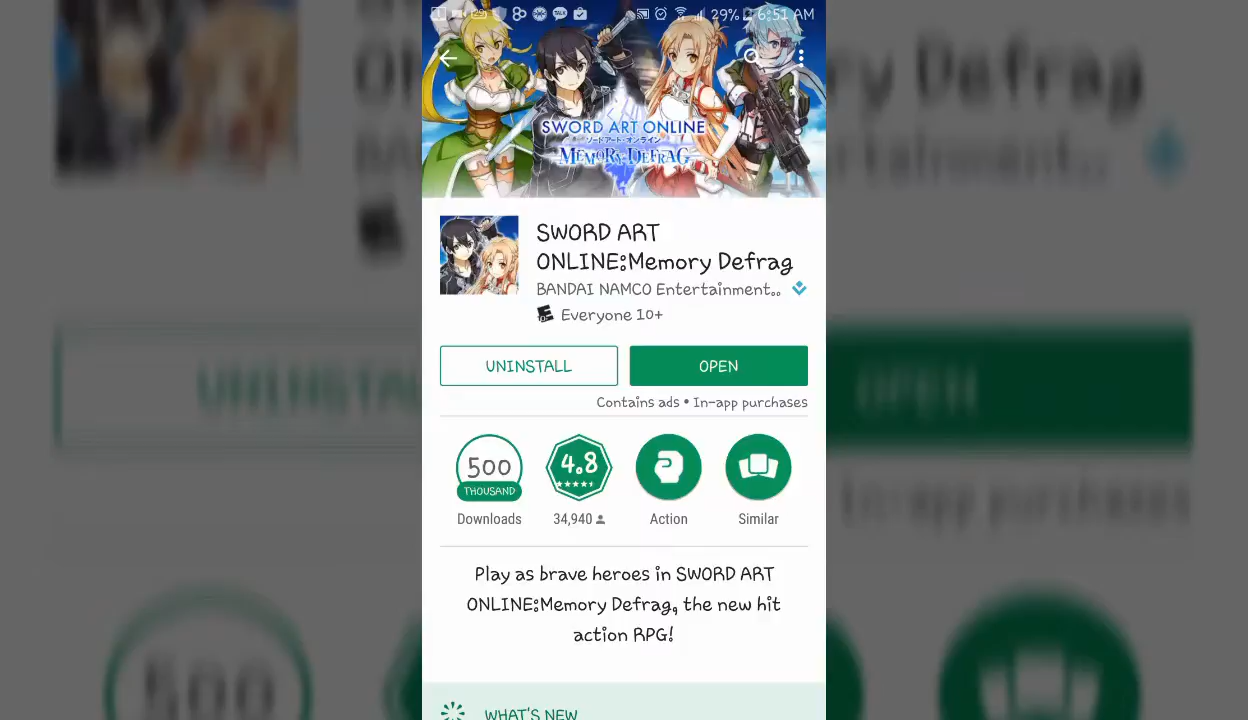 29% 6:51 AM
SWORD ART ONLINE
ソードアート・オンライン
MEMORY DEFRAG
SWORD ART
ONLINE:Memory Defrag
BANDAI NAMCO Entertainment..
Everyone 10+
UNINSTALL
OPEN
Contains ads • In-app purchases
500
THOUSAND
4.8
Downloads
34,940
Action
Similar
Play as brave heroes in SWORD ART
ONLINE:Memory Defrag, the new hit
action RPG!
WHAT'S NEW